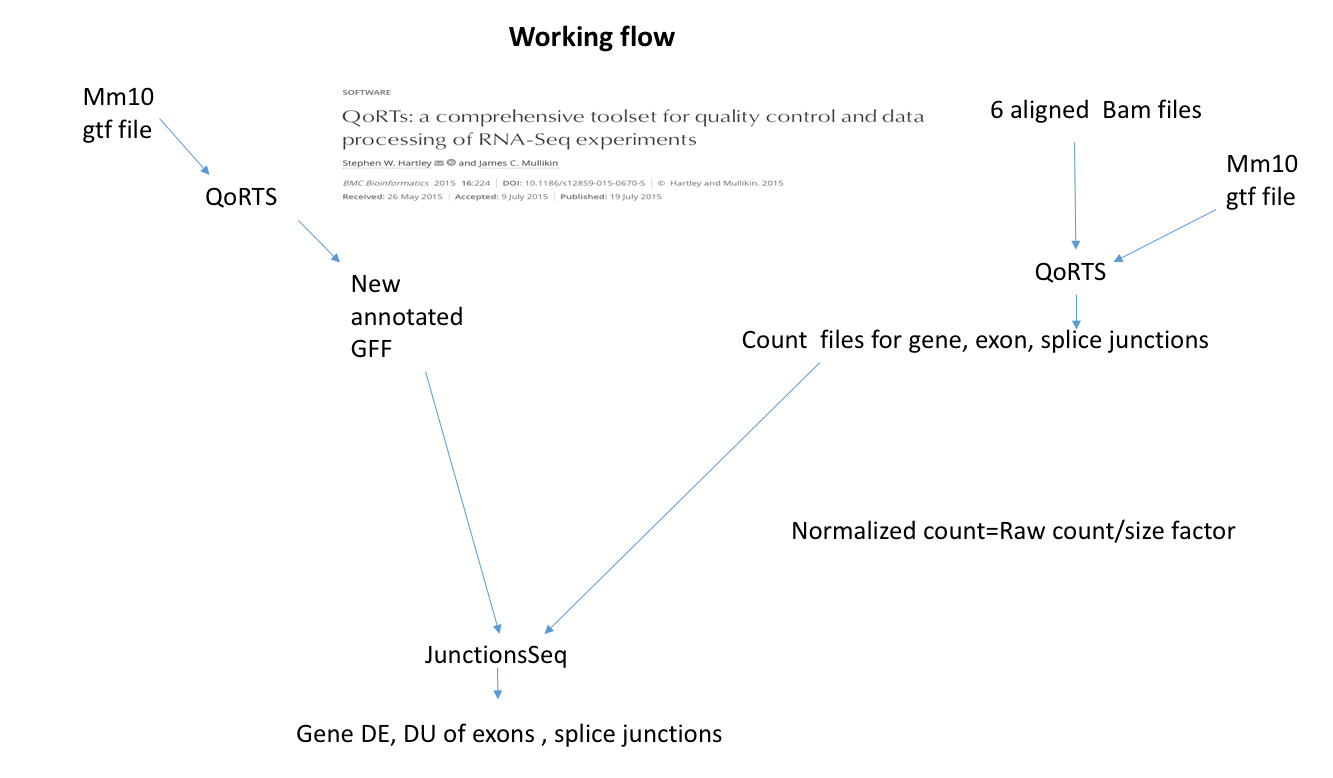 Working flow
Mm10
gtf file
QoRTS
SOFTWARE
QoRTs: a comprehensive toolset for quality control and data
processing of RNA-Seq experiments
Stephen W. Hartley and James C. Mullikin
BMC Bioinformatics 2015 16:224 | DOI: 10.1186/s12859-015-0670-5 | © Hartley and Mullikin. 2015
Received: 26 May 2015 | Accepted: 9 July 2015 | Published: 19 July 2015
6 aligned Bam files
Mm10
gtf file
QoRTS
New
annotated
GFF
Count files for gene, exon, splice junctions
Normalized count=Raw count/size factor
JunctionsSeq
Gene DE, DU of exons , splice junctions